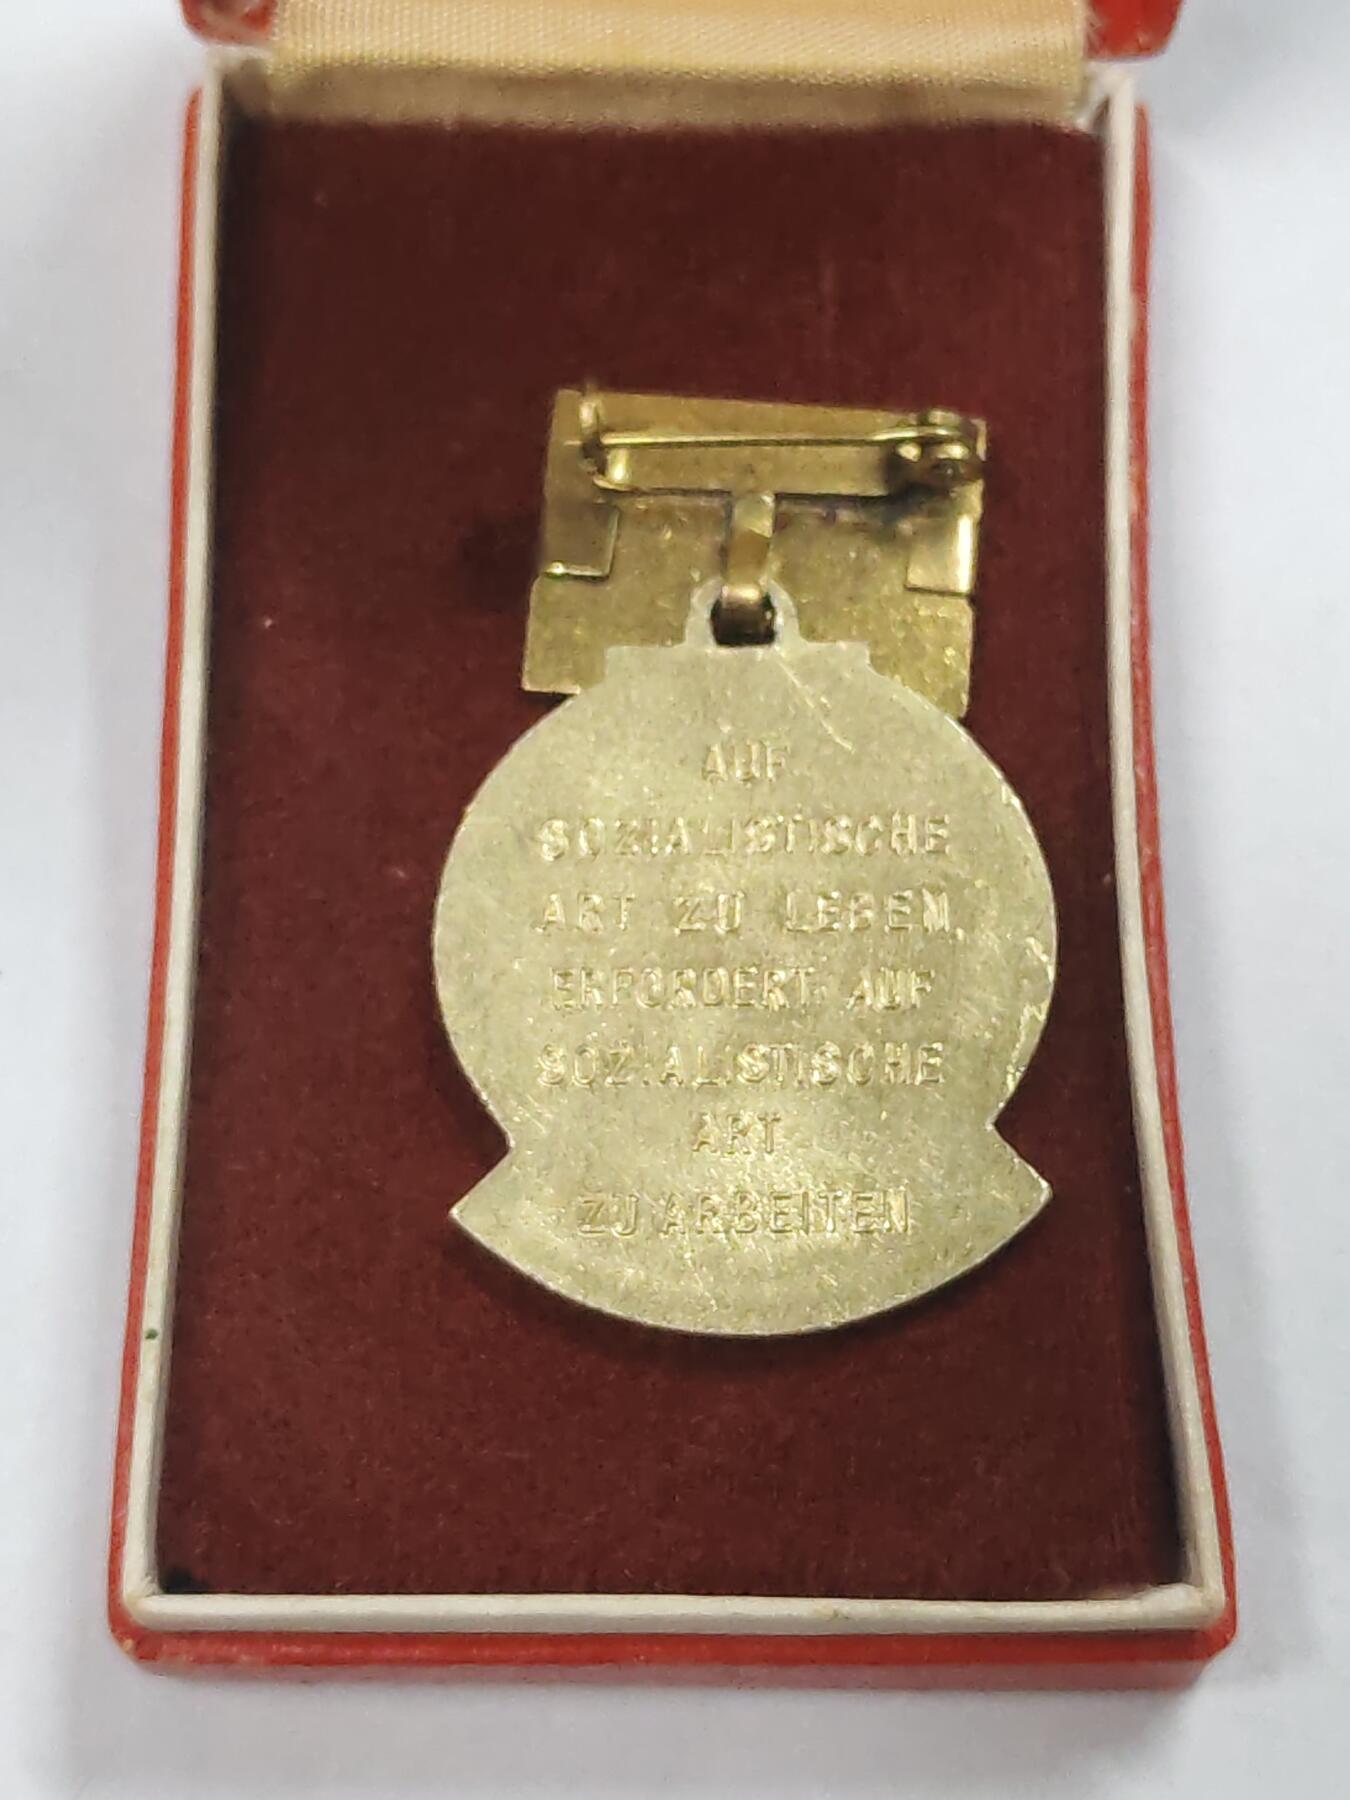 AUF
SOZIALISTISCHE
ART ZU LEBEN,
ERFORDERT AUF
SOZIALISTISCHE
ART
ZU ARBEITEN